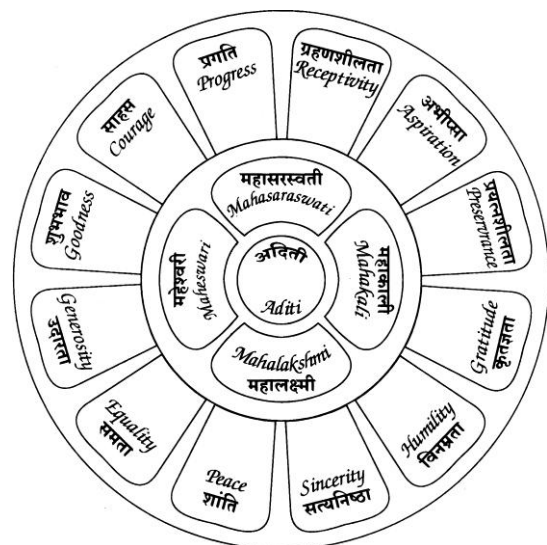 प्रगति
Progress
ग्रहणशीलता
Receptivity
अभीप्सा
Aspiration
प्रयत्नशीलता
Preservrance
Gratitude
कृतज्ञता
Humility
विनम्रता
Sincerity
सत्यनिष्ठा
Peace
शांति
Equality
समता
Generosity
उदारता
शुभभाव
Goodness
साहस
Courage
महासरस्वती
Mahasaraswati
महाकाली
Mahakali
Mahalakshmi
महालक्ष्मी
महेश्वरी
Maheswari
अदिती
Aditi